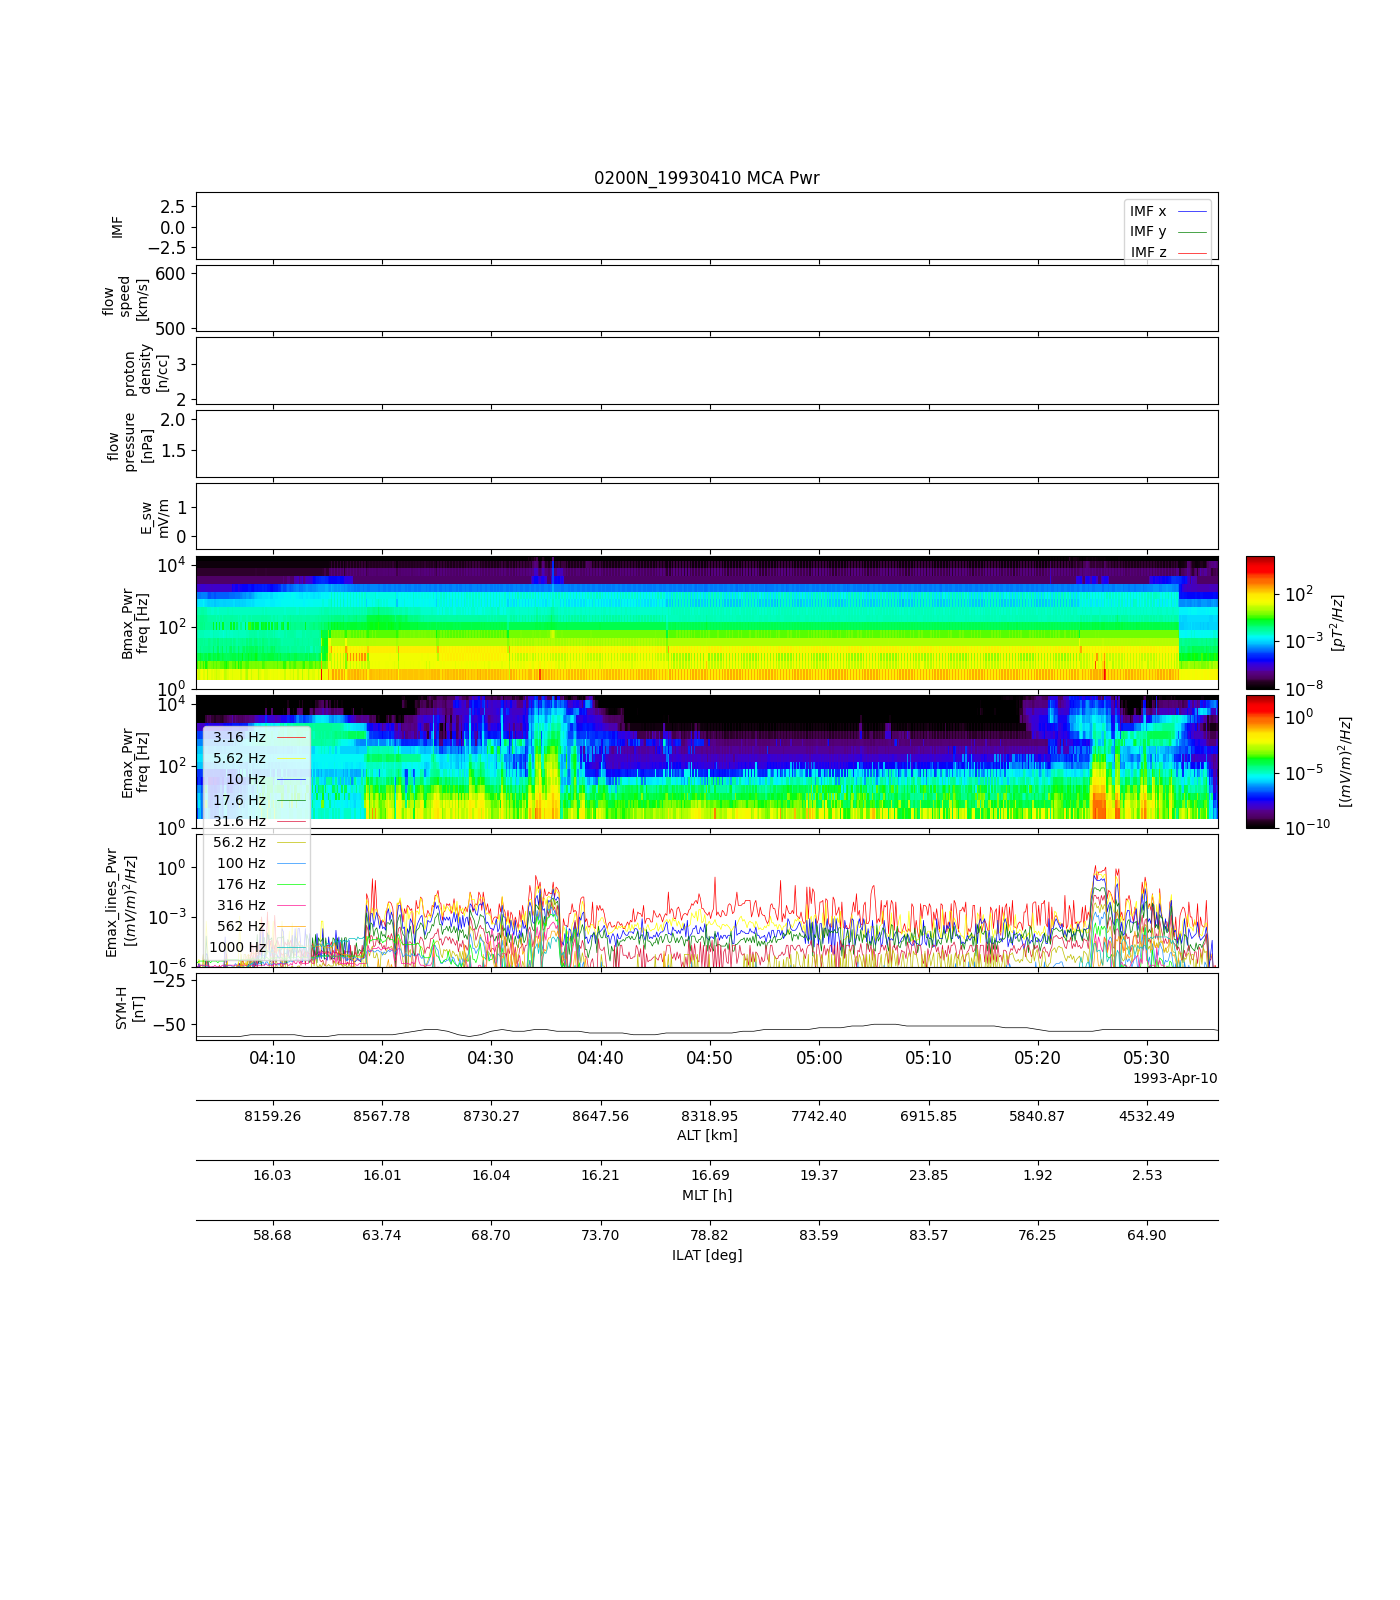 0200N_19930410 MCA Pwr
IMF
2.5
0.0
−2.5
IMF x
IMF y
IMF z
flow
speed
[km/s]
600
500
proton
density
[n/cc]
3
2
flow
pressure
[nPa]
2.0
1.5
E_sw
mV/m
1
0
Bmax_Pwr
freq [Hz]
10^4
10^2
10^0
10^2
10^−3
10^−8
[pT^2/Hz]
Emax_Pwr
freq [Hz]
10^4
10^2
10^0
10^0
10^−5
10^−10
[(mV/m)^2/Hz]
3.16 Hz
5.62 Hz
10 Hz
17.6 Hz
31.6 Hz
56.2 Hz
100 Hz
176 Hz
316 Hz
562 Hz
1000 Hz
Emax_lines_Pwr
[(mV/m)^2/Hz]
10^0
10^−3
10^−6
SYM-H
[nT]
−25
−50
04:10 04:20 04:30 04:40 04:50 05:00 05:10 05:20 05:30
1993-Apr-10
8159.26 8567.78 8730.27 8647.56 8318.95 7742.40 6915.85 5840.87 4532.49
ALT [km]
16.03 16.01 16.04 16.21 16.69 19.37 23.85 1.92 2.53
MLT [h]
58.68 63.74 68.70 73.70 78.82 83.59 83.57 76.25 64.90
ILAT [deg]